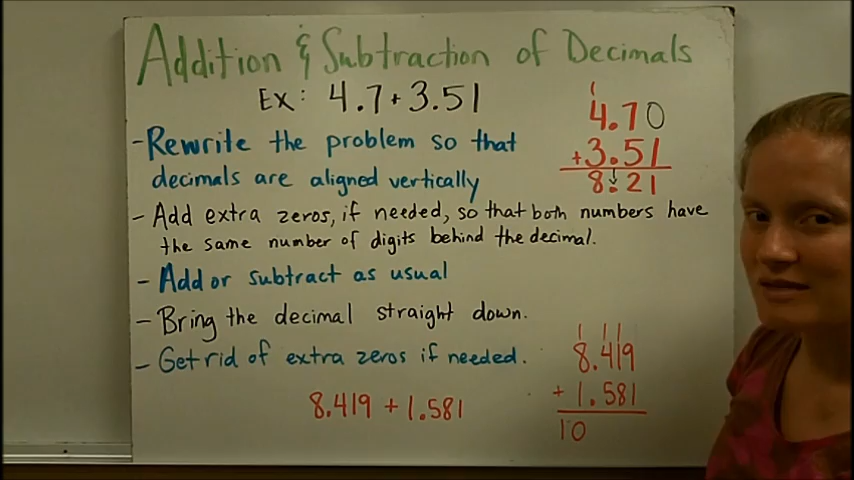 Addition & Subtraction of Decimals
Ex: 4.7+3.51
- Rewrite the problem so that
decimals are aligned vertically
- Add extra zeros, if needed, so that both numbers have
the same number of digits behind the decimal.
- Add or subtract as usual
- Bring the decimal straight down.
- Get rid of extra zeros if needed.
8.419 + 1.581
1
4.70
+3.51
8.21
1 11
8.419
+ 1.581
10